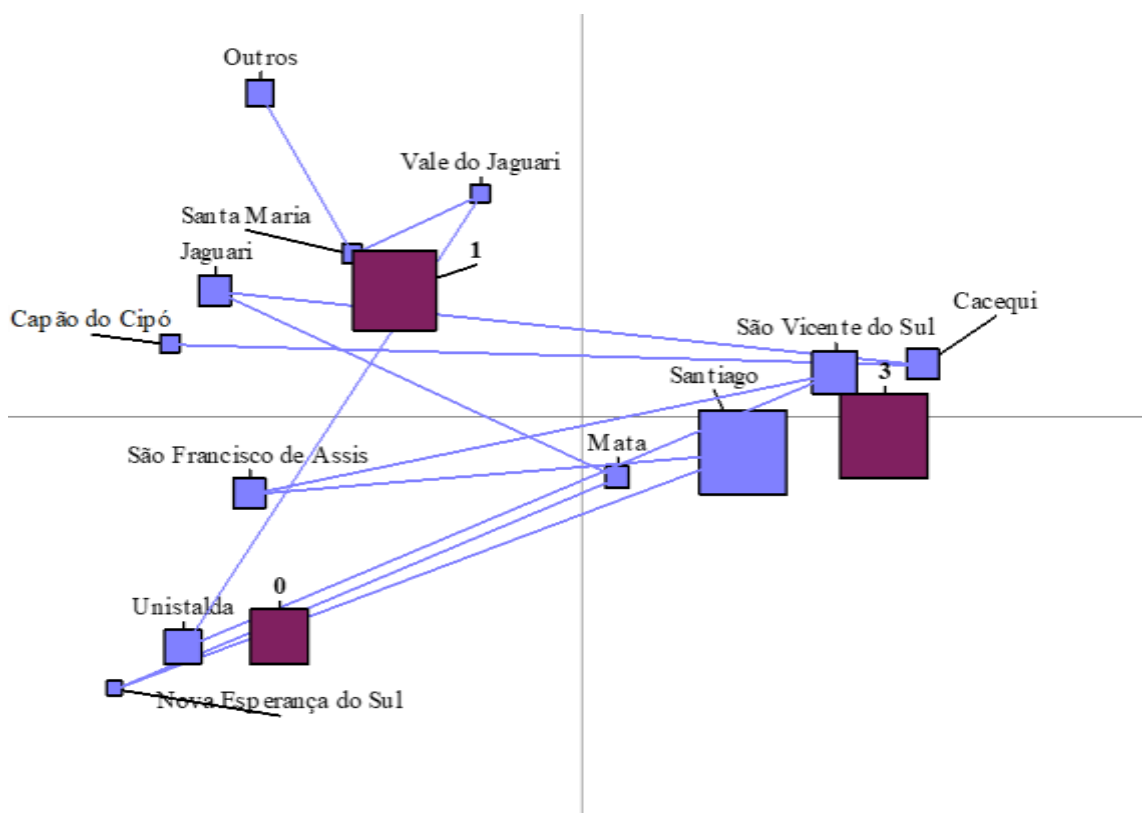 Outros
Vale do Jaguari
Santa Maria
1
Jaguari
Cacequi
Capão do Cipó
São Vicente do Sul
3
Santiago
Mata
São Francisco de Assis
0
Unistalda
Nova Esperança do Sul